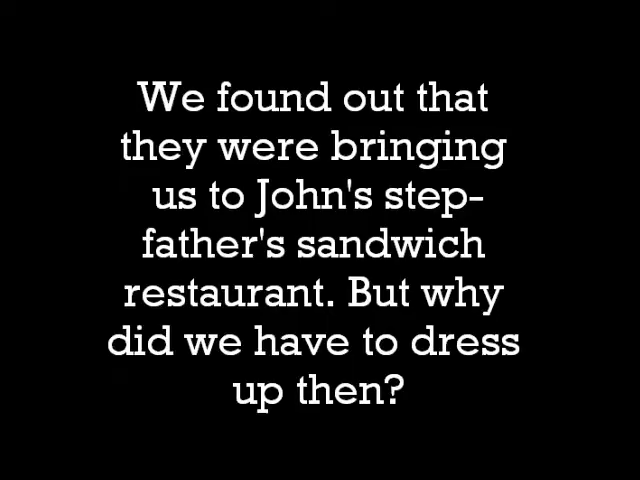 We found out that
they were bringing
us to John's step-
father's sandwich
restaurant. But why
did we have to dress
up then?